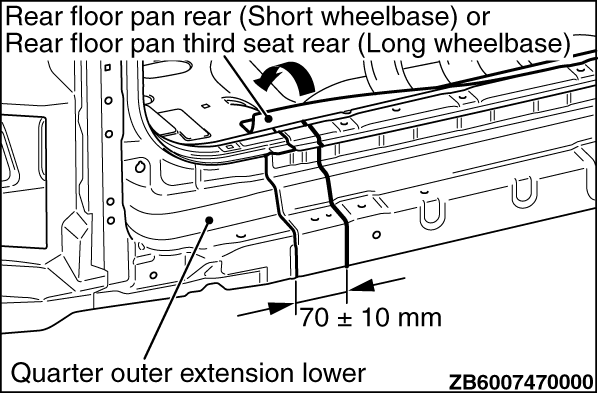 Rear floor pan rear (Short wheelbase) or
Rear floor pan third seat rear (Long wheelbase)
70 ± 10 mm
Quarter outer extension lower
ZB6007470000